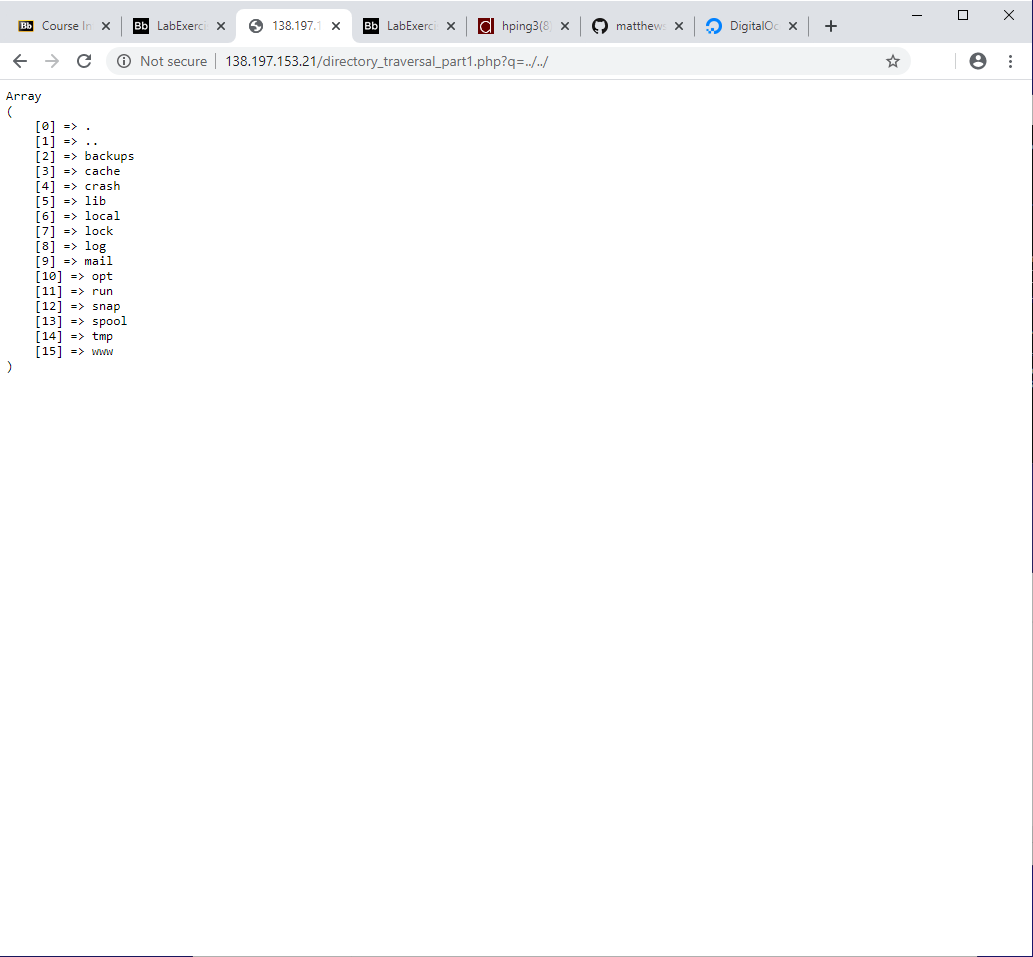 Bb Course In
Bb LabExerci
138.197.1
Bb LabExerci
hping3(8)
matthews
DigitalOc
Not secure 138.197.153.21/directory_traversal_part1.php?q=../../
Array
(
[0] => .
[1] => ..
[2] => backups
[3] => cache
[4] => crash
[5] => lib
[6] => local
[7] => lock
[8] => log
[9] => mail
[10] => opt
[11] => run
[12] => snap
[13] => spool
[14] => tmp
[15] => www
)